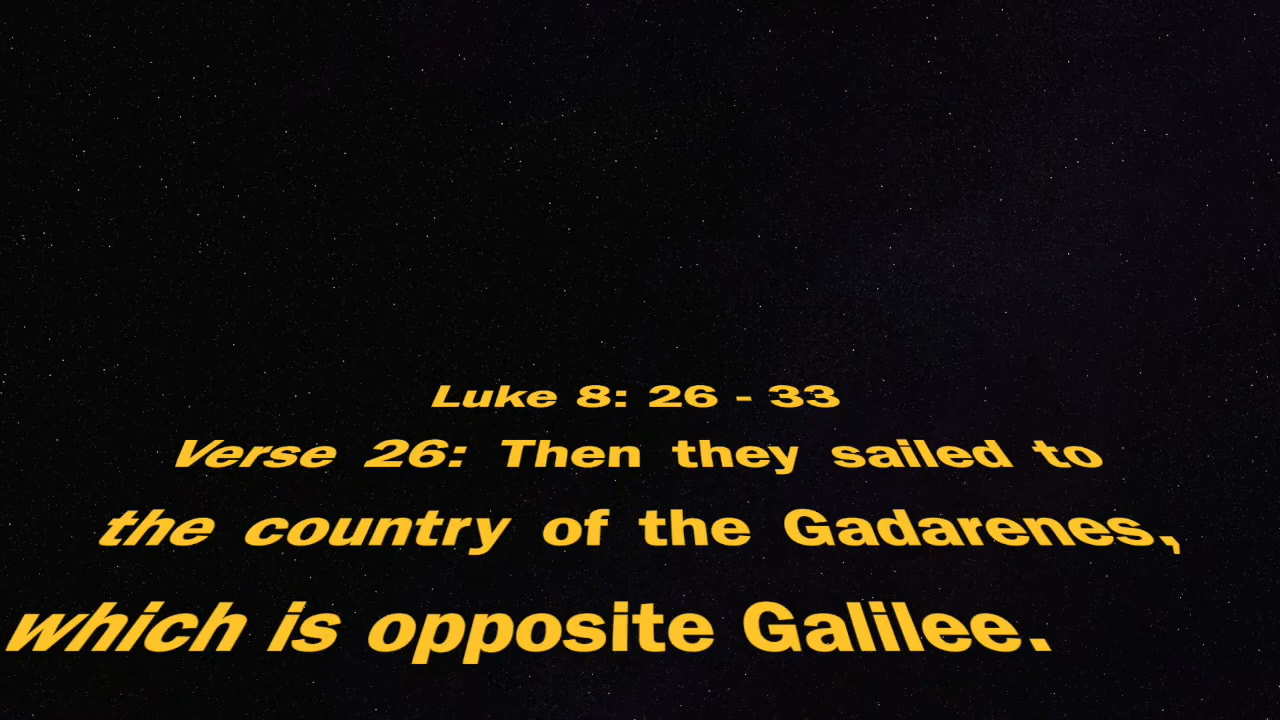 Luke 8: 26 - 33
Verse 26: Then they sailed to
the country of the Gadarenes,
which is opposite Galilee.